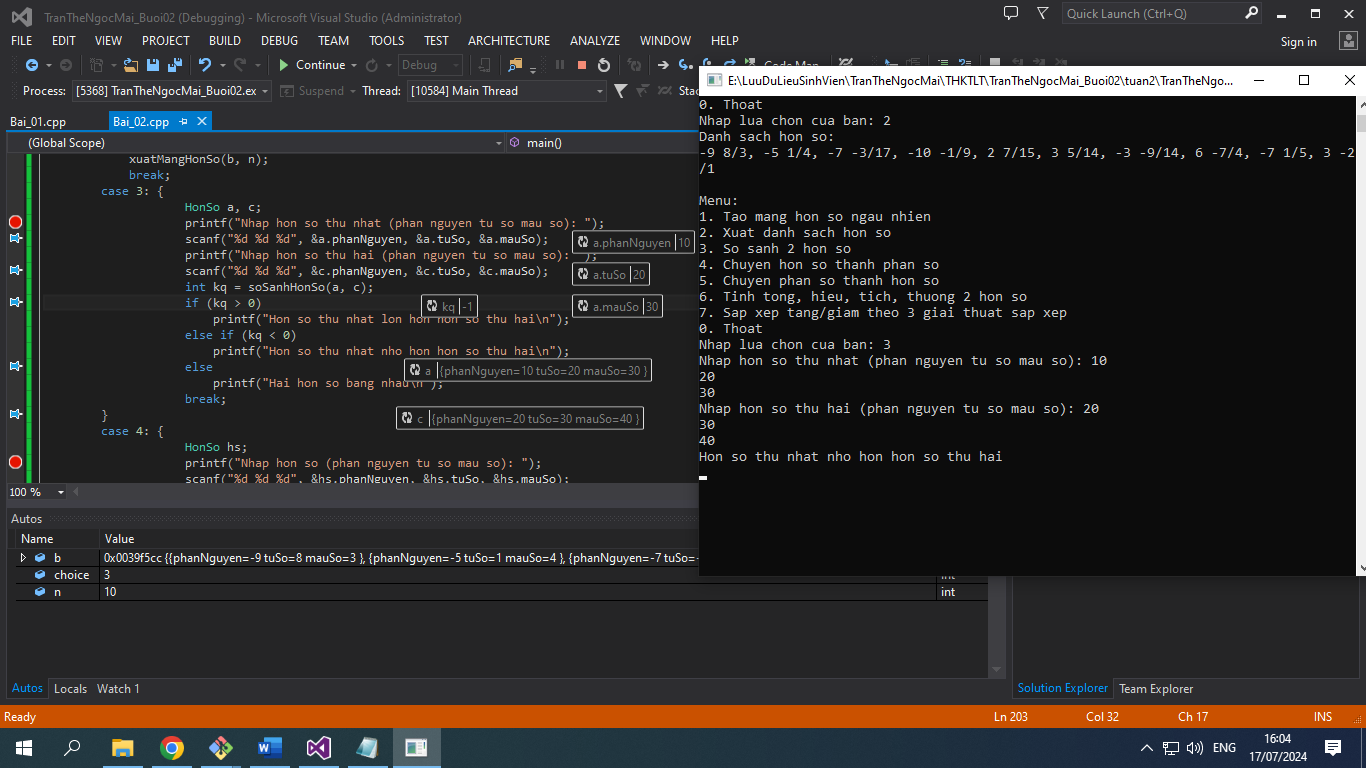 TranTheNgocMai_Buoi02 (Debugging) - Microsoft Visual Studio (Administrator)
Quick Launch (Ctrl+Q)
FILE EDIT VIEW PROJECT BUILD DEBUG TEAM TOOLS TEST ARCHITECTURE ANALYZE WINDOW HELP
Sign in
Continue Debug Code Map
Process: [5368] TranTheNgocMai_Buoi02.ex Suspend Thread: [10584] Main Thread
Bai_01.cpp Bai_02.cpp
(Global Scope) main()
xuatMangHonSo(b, n);
break;
case 3: {
HonSo a, c;
printf("Nhap hon so thu nhat (phan nguyen tu so mau so): ");
scanf("%d %d %d", &a.phanNguyen, &a.tuSo, &a.mauSo);
a.phanNguyen 10
printf("Nhap hon so thu hai (phan nguyen tu so mau so): ");
scanf("%d %d %d", &c.phanNguyen, &c.tuSo, &c.mauSo);
a.tuSo 20
int kq = soSanhHonSo(a, c);
if (kq > 0)
kq -1
a.mauSo 30
printf("Hon so thu nhat lon hon hon so thu hai\n");
else if (kq < 0)
printf("Hon so thu nhat nho hon hon so thu hai\n");
else
a {phanNguyen=10 tuSo=20 mauSo=30 }
printf("Hai hon so bang nhau\n");
break;
}
c {phanNguyen=20 tuSo=30 mauSo=40 }
case 4: {
HonSo hs;
printf("Nhap hon so (phan nguyen tu so mau so): ");
scanf("%d %d %d", &hs.phanNguyen, &hs.tuSo, &hs.mauSo);
100 %
E:\LuuDuLieuSinhVien\TranTheNgocMai\THKTLT\TranTheNgocMai_Buoi02\tuan2\TranTheNgo...
0. Thoat
Nhap lua chon cua ban: 2
Danh sach hon so:
-9 8/3, -5 1/4, -7 -3/17, -10 -1/9, 2 7/15, 3 5/14, -3 -9/14, 6 -7/4, -7 1/5, 3 -2
/1
Menu:
1. Tao mang hon so ngau nhien
2. Xuat danh sach hon so
3. So sanh 2 hon so
4. Chuyen hon so thanh phan so
5. Chuyen phan so thanh hon so
6. Tinh tong, hieu, tich, thuong 2 hon so
7. Sap xep tang/giam theo 3 giai thuat sap xep
0. Thoat
Nhap lua chon cua ban: 3
Nhap hon so thu nhat (phan nguyen tu so mau so): 10
20
30
Nhap hon so thu hai (phan nguyen tu so mau so): 20
30
40
Hon so thu nhat nho hon hon so thu hai
Autos
Name Value
b 0x0039f5cc {{phanNguyen=-9 tuSo=8 mauSo=3 }, {phanNguyen=-5 tuSo=1 mauSo=4 }, {phanNguyen=-7 tuSo=-
choice 3 int
n 10 int
Autos Locals Watch 1
Solution Explorer Team Explorer
Ready Ln 203 Col 32 Ch 17 INS
ENG
16:04
17/07/2024